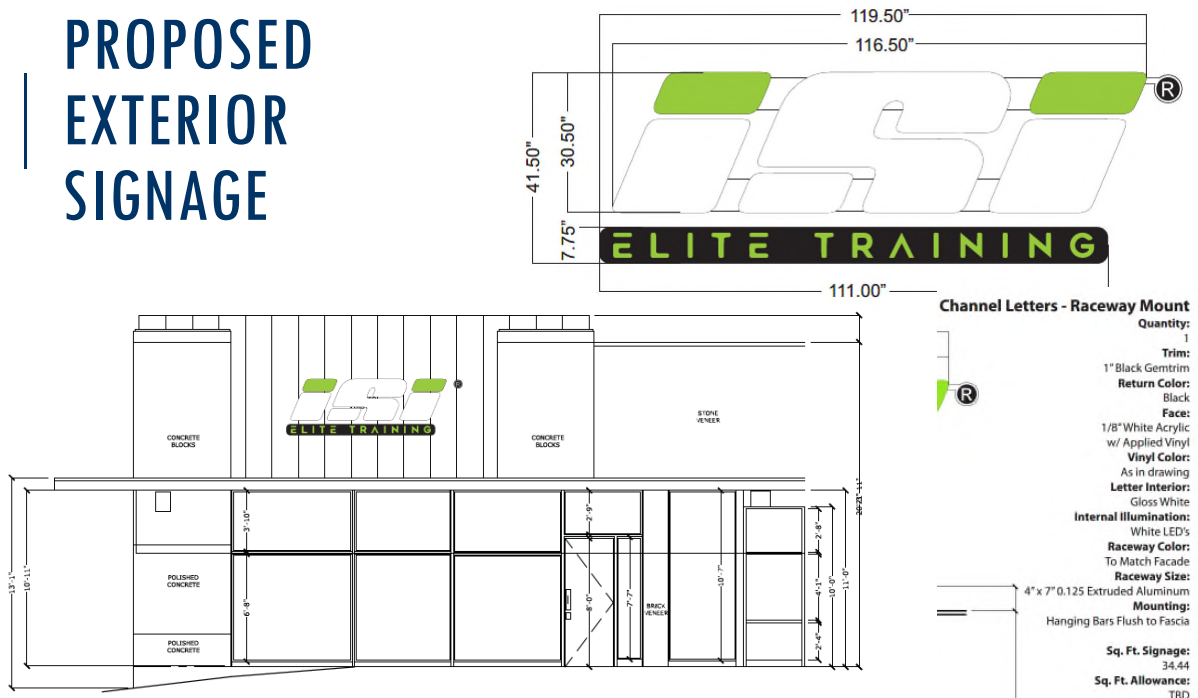 PROPOSED
EXTERIOR
SIGNAGE
119.50"
116.50"
41.50"
30.50"
7.75"
iSi ®
ELITE TRAINING
111.00"
Channel Letters - Raceway Mount
Quantity:
1
Trim:
1" Black Gemtrim
Return Color:
Black
Face:
1/8" White Acrylic
w/ Applied Vinyl
Vinyl Color:
As in drawing
Letter Interior:
Gloss White
Internal Illumination:
White LED's
Raceway Color:
To Match Facade
Raceway Size:
4" x 7" 0.125 Extruded Aluminum
Mounting:
Hanging Bars Flush to Fascia
Sq. Ft. Signage:
34.44
Sq. Ft. Allowance:
TBD
®
iSi ®
ELITE TRAINING
CONCRETE
BLOCKS
CONCRETE
BLOCKS
STONE
VENEER
13'-1"
10'-11"
POLISHED
CONCRETE
POLISHED
CONCRETE
3'-10"
6'-8"
2'-9"
8'-0"
7'-7"
BRICK
VENEER
10'-7"
2'-8"
4'-1"
2'-4"
10'-0"
11'-0"